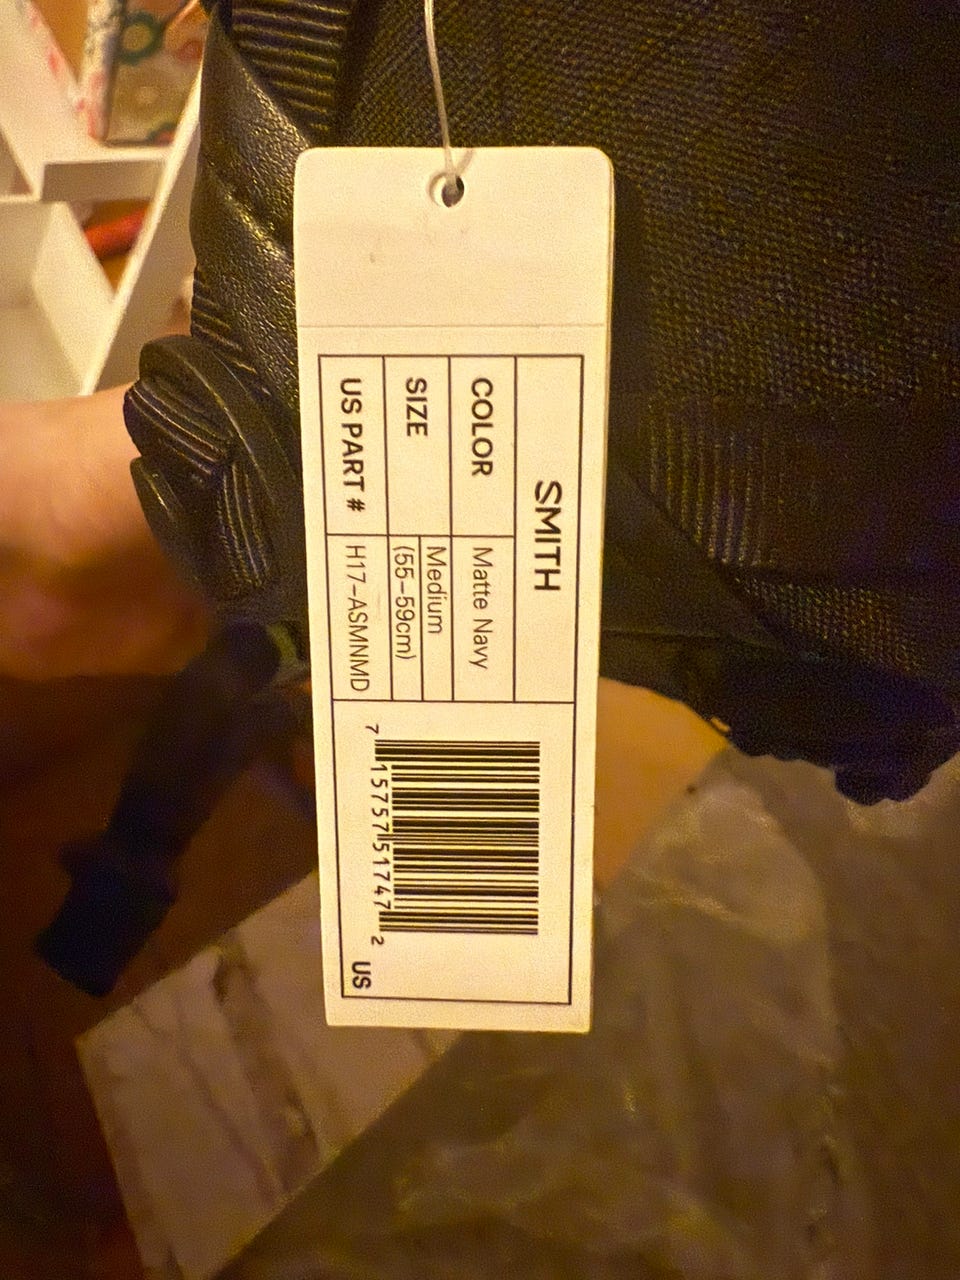 SMITH
COLOR Matte Navy
SIZE Medium
(55-59cm)
US PART # H17-ASMNMD
7 15757 51747 2 US